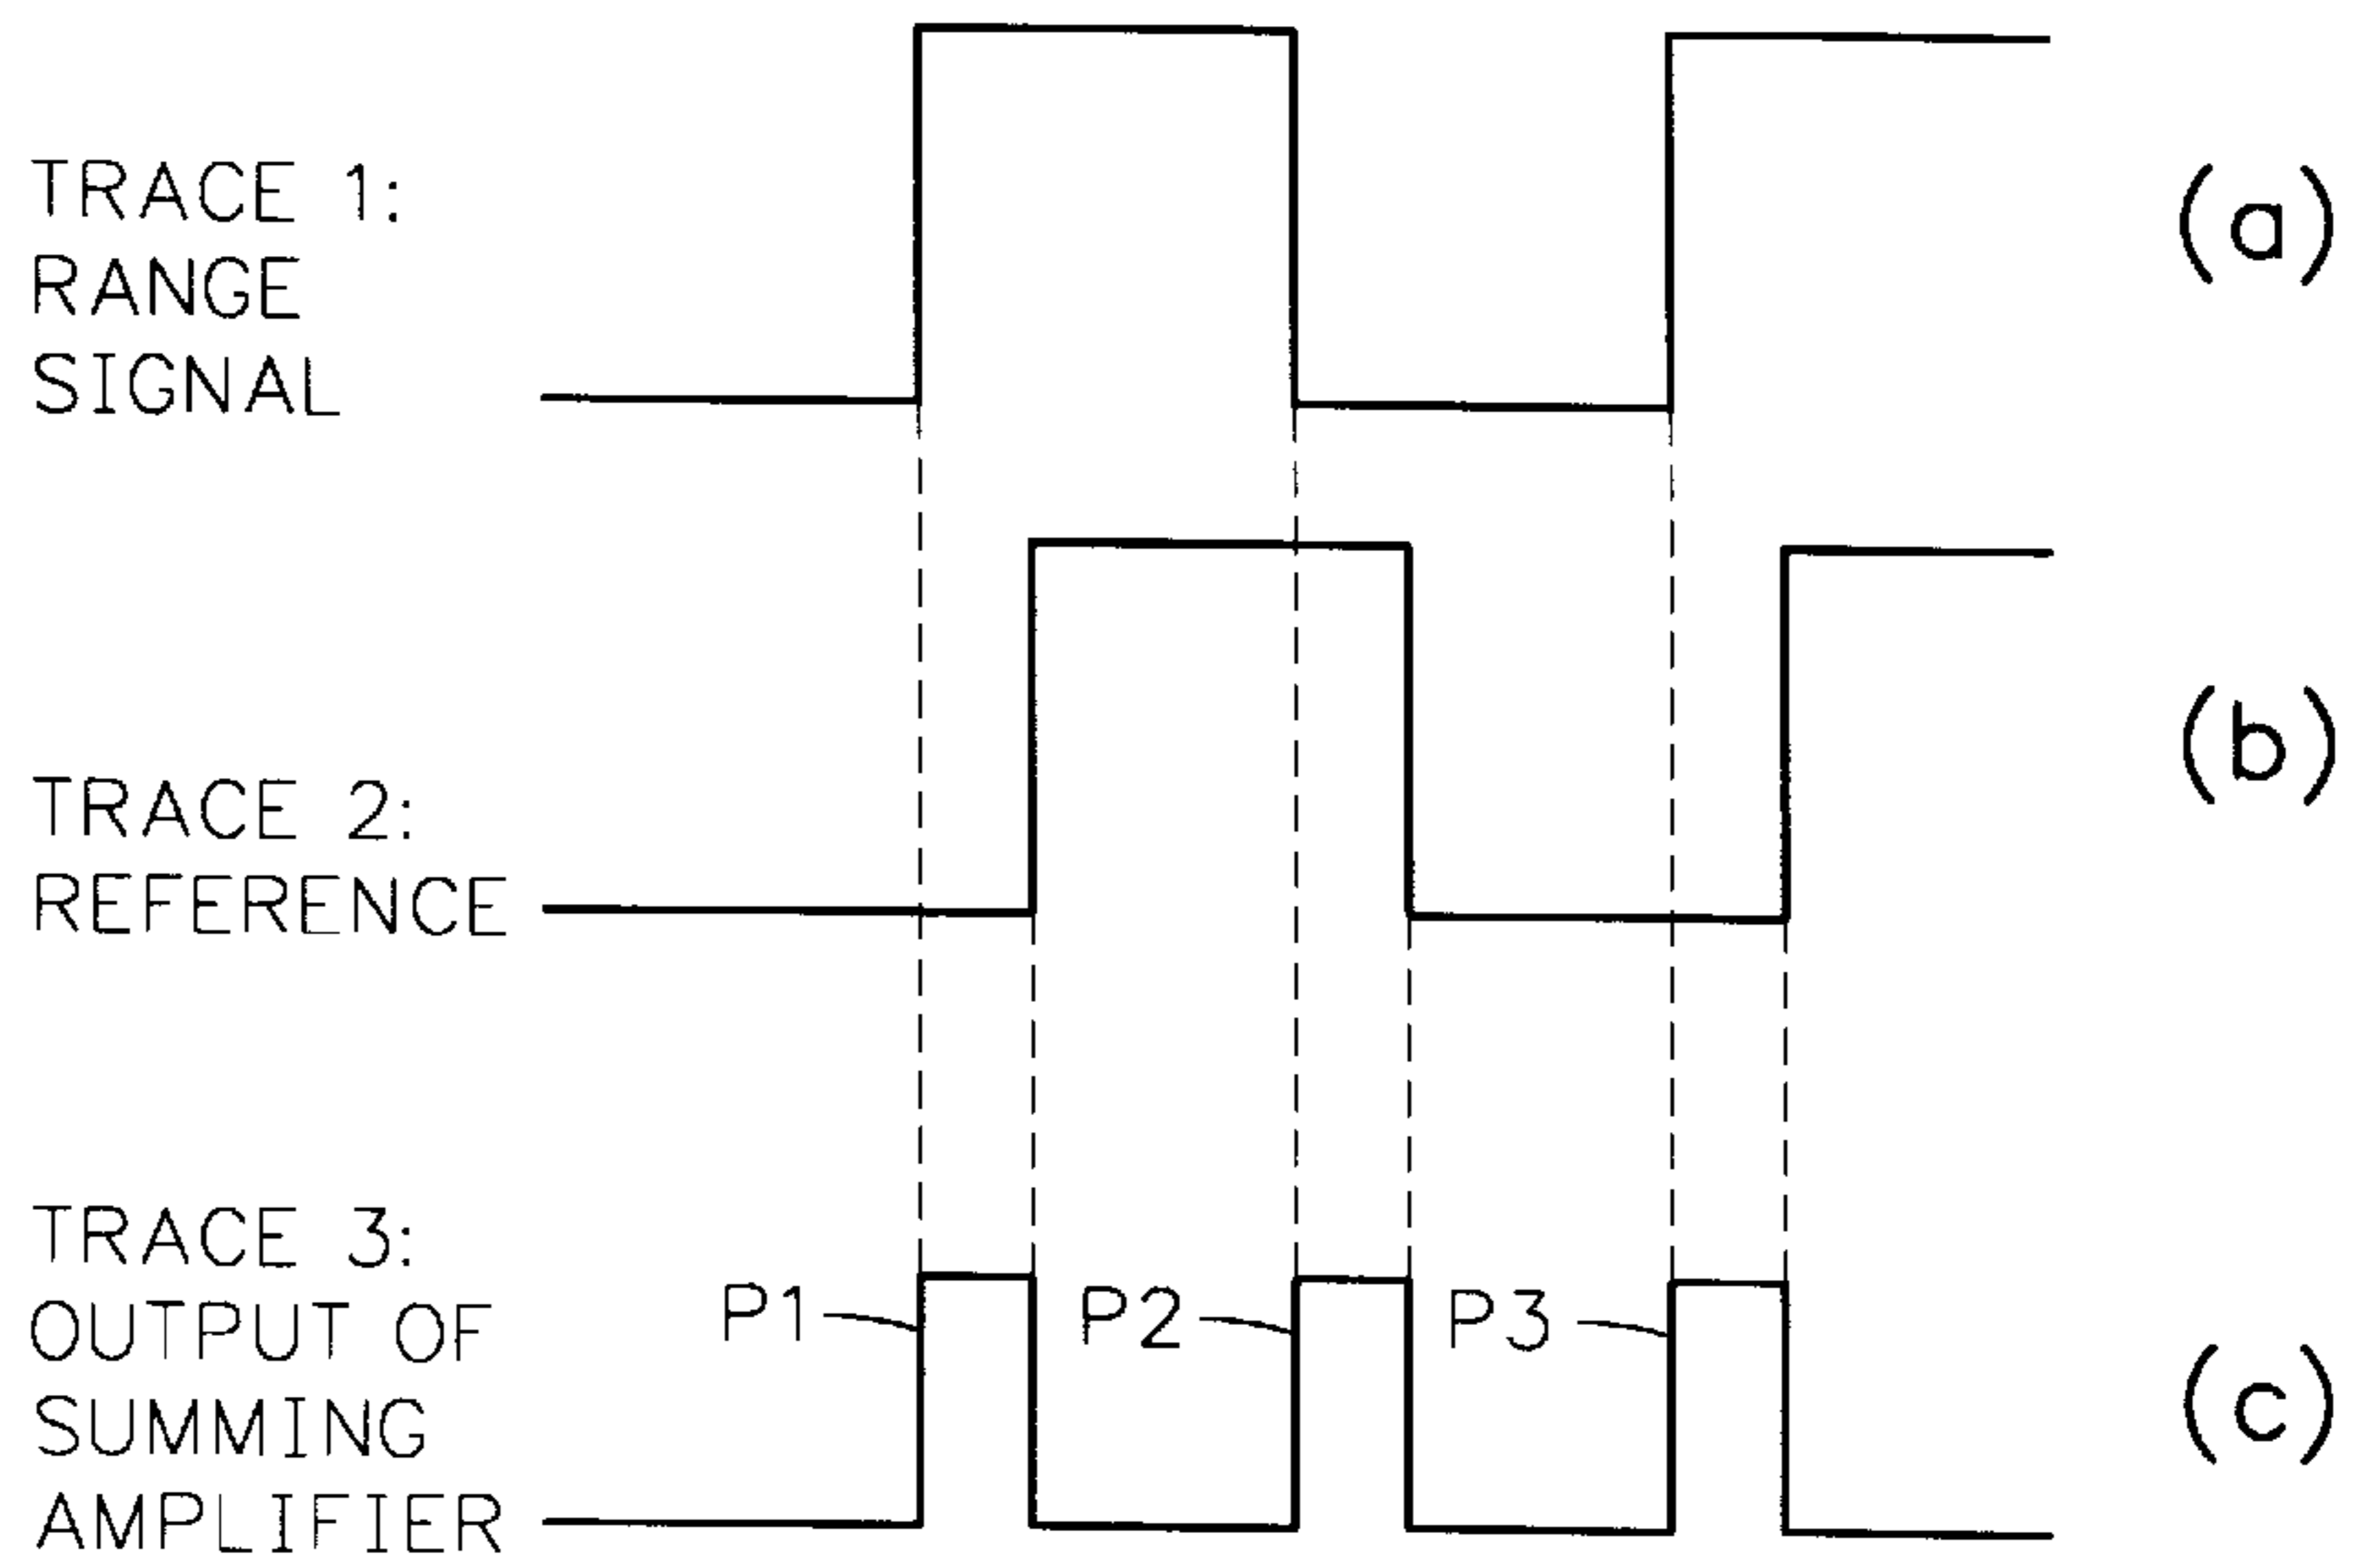 TRACE 1:
RANGE
SIGNAL
(a)
TRACE 2:
REFERENCE
(b)
TRACE 3:
OUTPUT OF
SUMMING
AMPLIFIER
P1
P2
P3
(c)